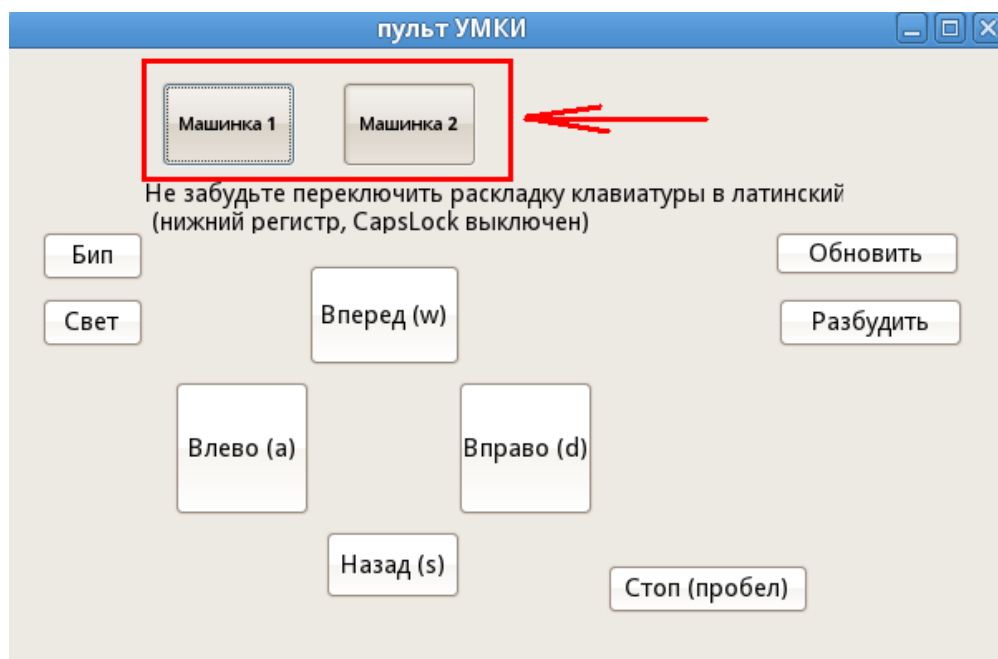 пульт УМКИ
Машинка 1
Машинка 2
Не забудьте переключить раскладку клавиатуры в латинский
(нижний регистр, CapsLock выключен)
Бип
Обновить
Свет
Вперед (w)
Разбудить
Влево (a)
Вправо (d)
Назад (s)
Стоп (пробел)